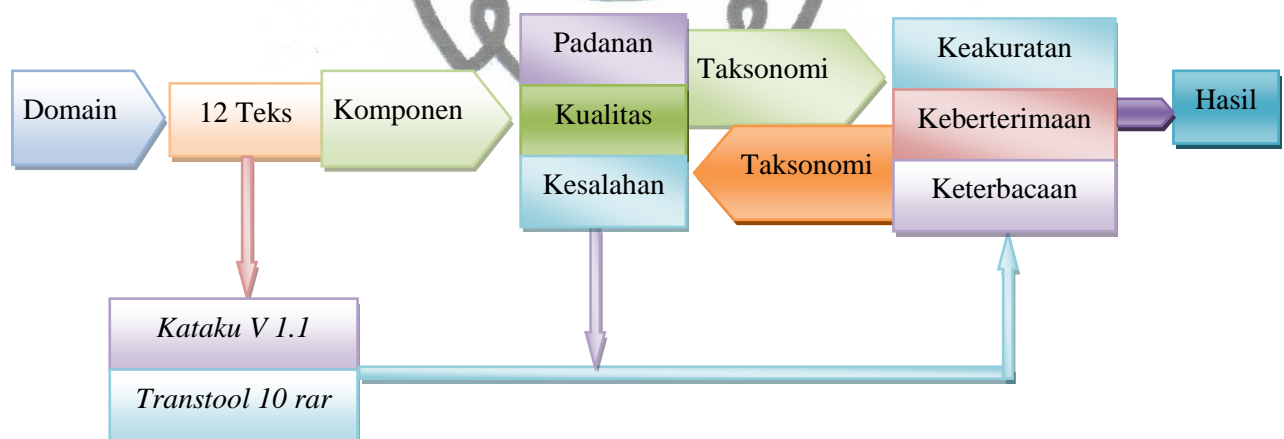 Domain
12 Teks
Komponen
Padanan
Kualitas
Kesalahan
Taksonomi
Taksonomi
Keakuratan
Keberterimaan
Keterbacaan
Hasil
Kataku V 1.1
Transtool 10 rar